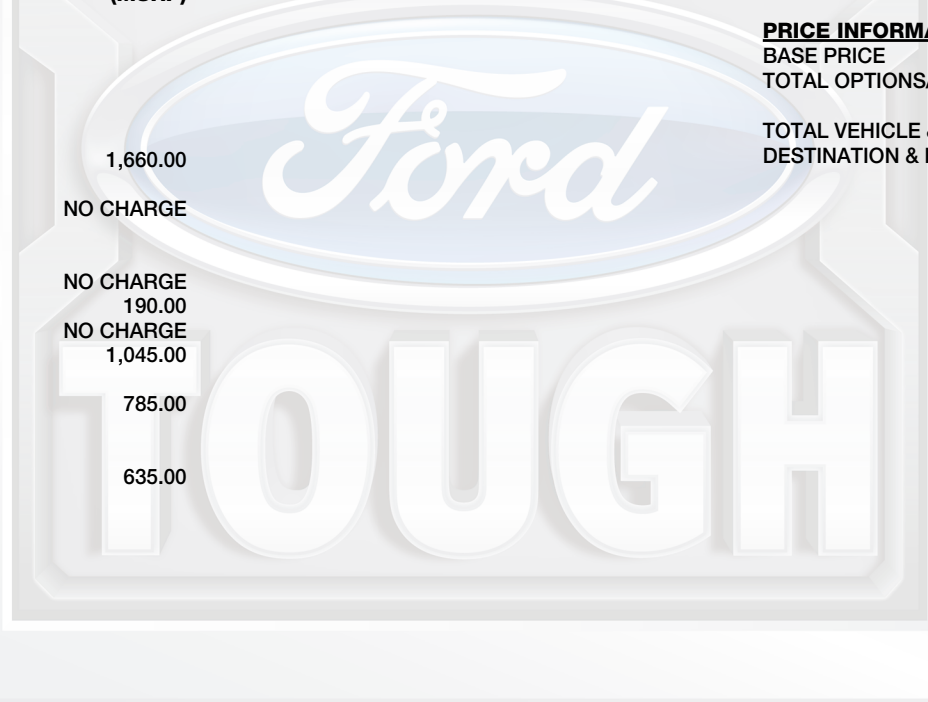 PRICE INFORMA
BASE PRICE
TOTAL OPTIONS/
TOTAL VEHICLE &
DESTINATION &
1,660.00
NO CHARGE
NO CHARGE
190.00
NO CHARGE
1,045.00
785.00
635.00
Ford
TOUGH